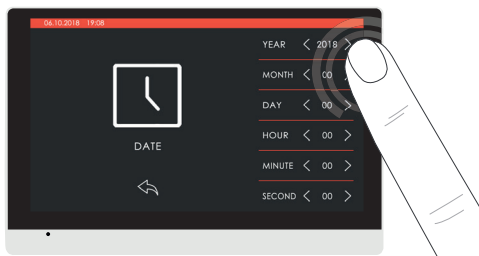 06.10.2018 19:08
YEAR < 2018 >
MONTH < 00 >
DAY < 00 >
HOUR < 00 >
MINUTE < 00 >
SECOND < 00 >
DATE